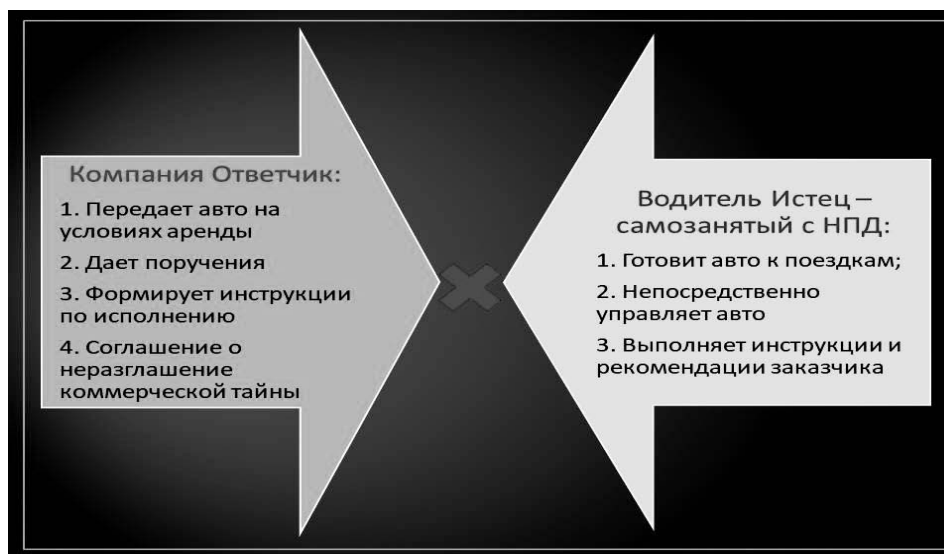 Компания Ответчик:
1. Передает авто на
условиях аренды
2. Дает поручения
3. Формирует инструкции
по исполнению
4. Соглашение о
неразглашение
коммерческой тайны
Водитель Истец –
самозанятый с НПД:
1. Готовит авто к поездкам;
2. Непосредственно
управляет авто
3. Выполняет инструкции и
рекомендации заказчика